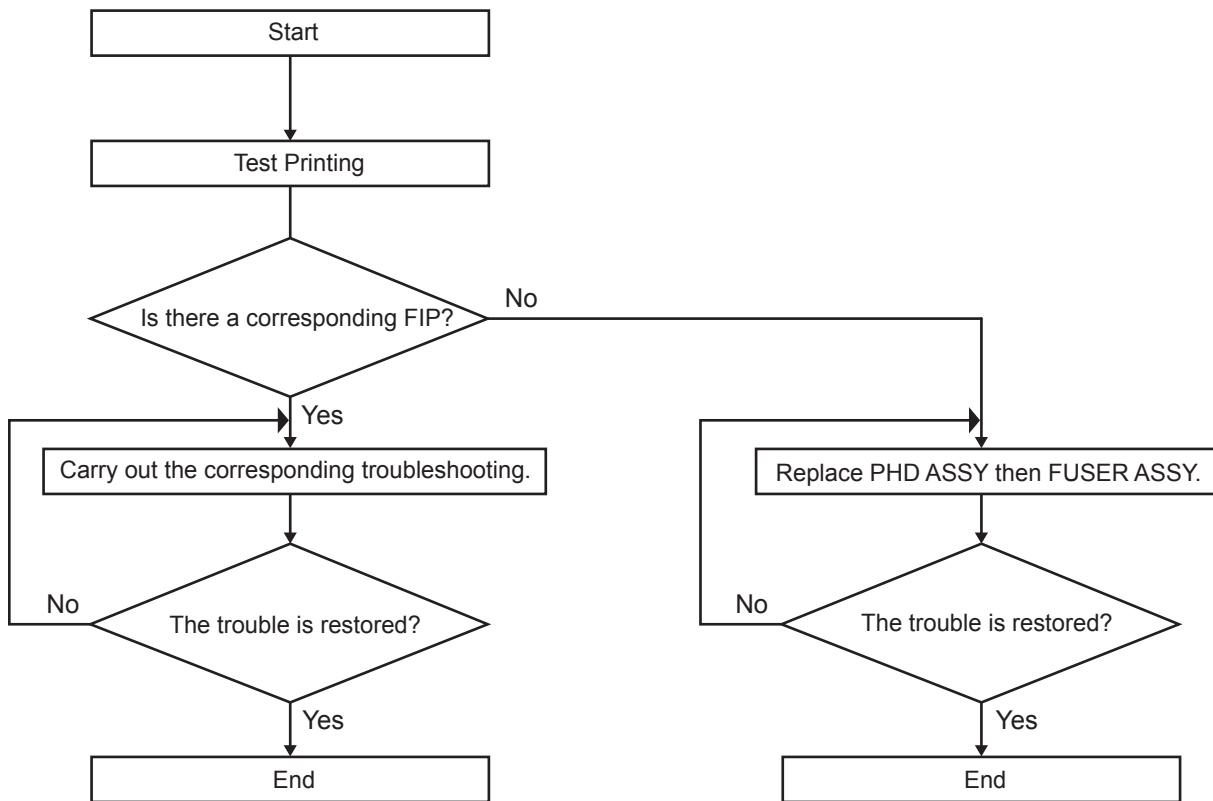 Start
Test Printing
Is there a corresponding FIP?
No
Yes
Carry out the corresponding troubleshooting.
Replace PHD ASSY then FUSER ASSY.
No
The trouble is restored?
No
The trouble is restored?
Yes
Yes
End
End